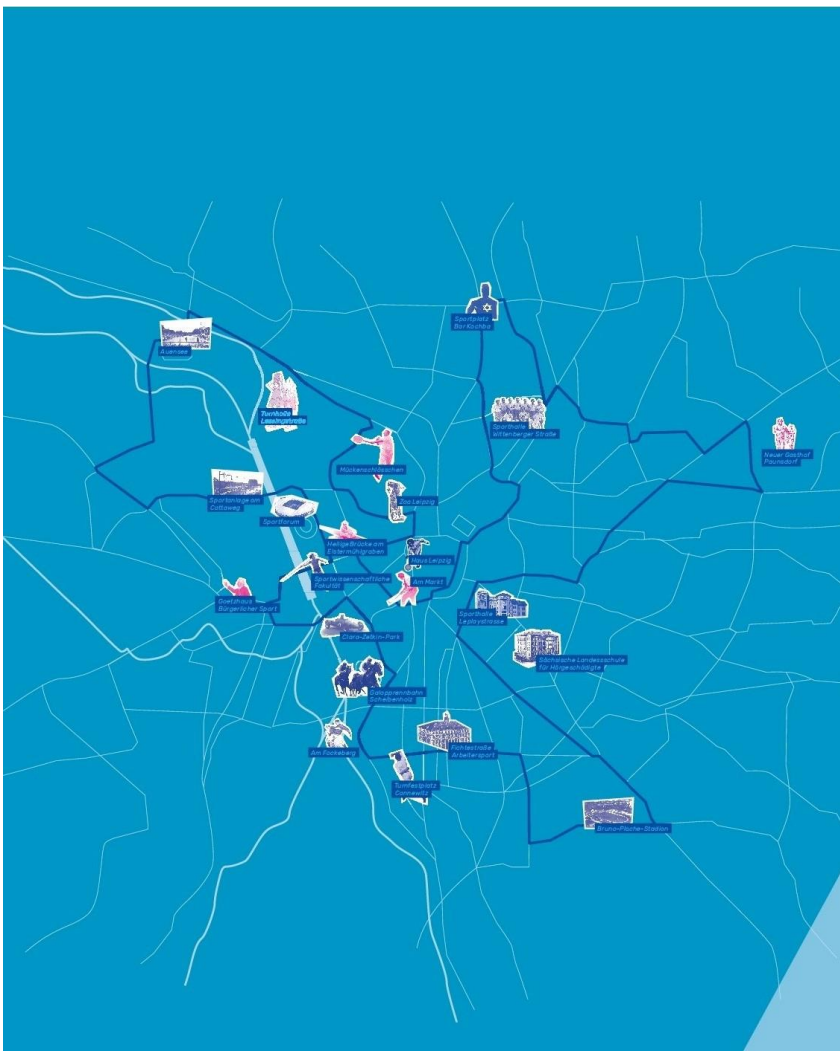 Sportplatz
Bar Kochba
Auensee
Turnhalle
Lessingstraße
Sporthalle
Wittenberger Straße
Neuer Gasthof
Paunsdorf
Mückenschlösschen
Zoo Leipzig
Sportanlage am
Cottaweg
Sportforum
Heilige Brücke am
Elstermühlgraben
Haus Leipzig
Sportwissenschaftliche
Fakultät
Am Markt
Goetzhaus
Bürgerlicher Sport
Sporthalle
Leplaystrasse
Clara-Zetkin-Park
Sächsische Landesschule
für Hörgeschädigte
Galopprennbahn
Scheibenholz
Am Fockeberg
Fichtestraße
Arbeitersport
Turnfestplatz
Connewitz
Bruno-Plache-Stadion